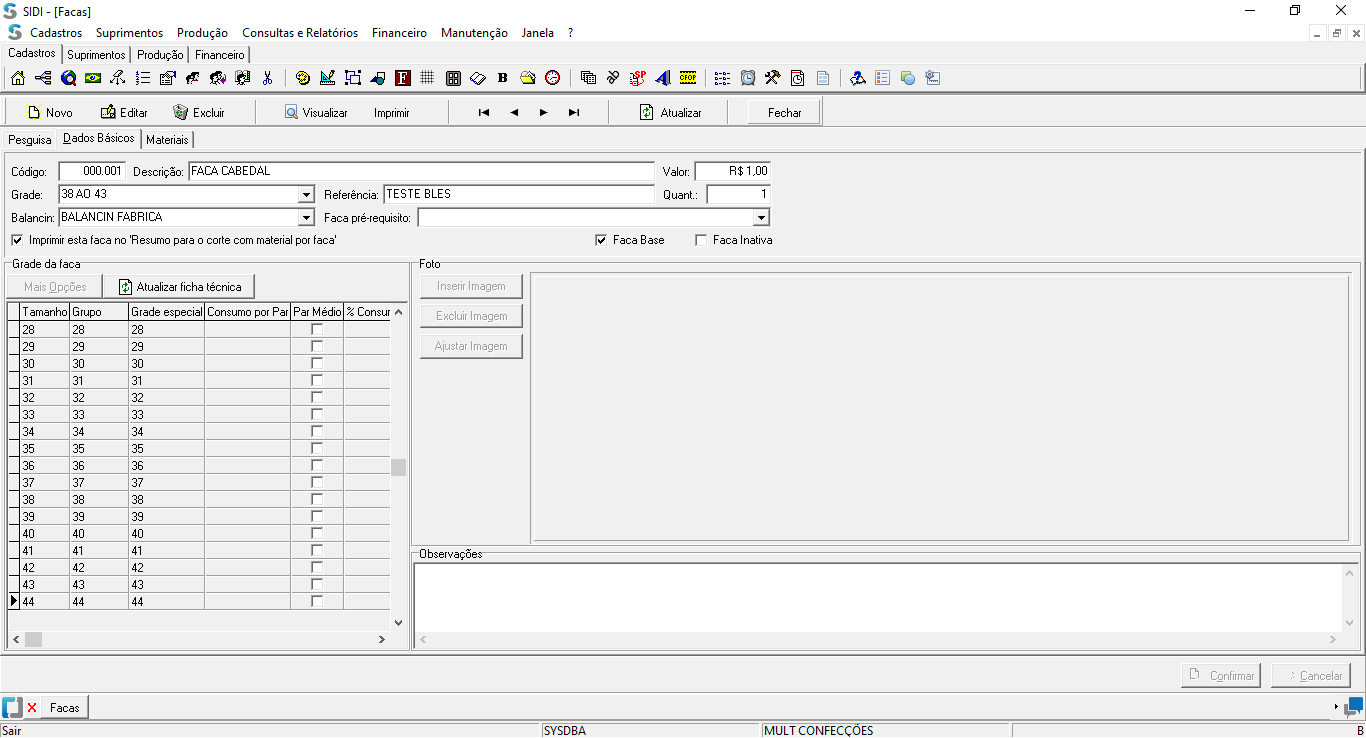 SIDI - [Facas]
Cadastros Suprimentos Produção Consultas e Relatórios Financeiro Manutenção Janela ?
Cadastros Suprimentos Produção Financeiro
F B SP CFOP
Novo Editar Excluir Visualizar Imprimir Atualizar Fechar
Pesquisa Dados Básicos Materiais
Código: 000.001 Descrição: FACA CABEDAL Valor: R$ 1,00
Grade: 38 AO 43 Referência: TESTE BLES Quant.: 1
Balancin: BALANCIN FABRICA Faca pré-requisito:
Imprimir esta faca no 'Resumo para o corte com material por faca' Faca Base Faca Inativa
Grade da faca
Mais Opções Atualizar ficha técnica
Tamanho Grupo Grade especial Consumo por Par Par Médio % Consur
28 28 28
29 29 29
30 30 30
31 31 31
32 32 32
33 33 33
34 34 34
35 35 35
36 36 36
37 37 37
38 38 38
39 39 39
40 40 40
41 41 41
42 42 42
43 43 43
44 44 44
Foto
Inserir Imagem
Excluir Imagem
Ajustar Imagem
Observações
Confirmar Cancelar
Facas
Sair SYSDBA MULT CONFECÇÕES B